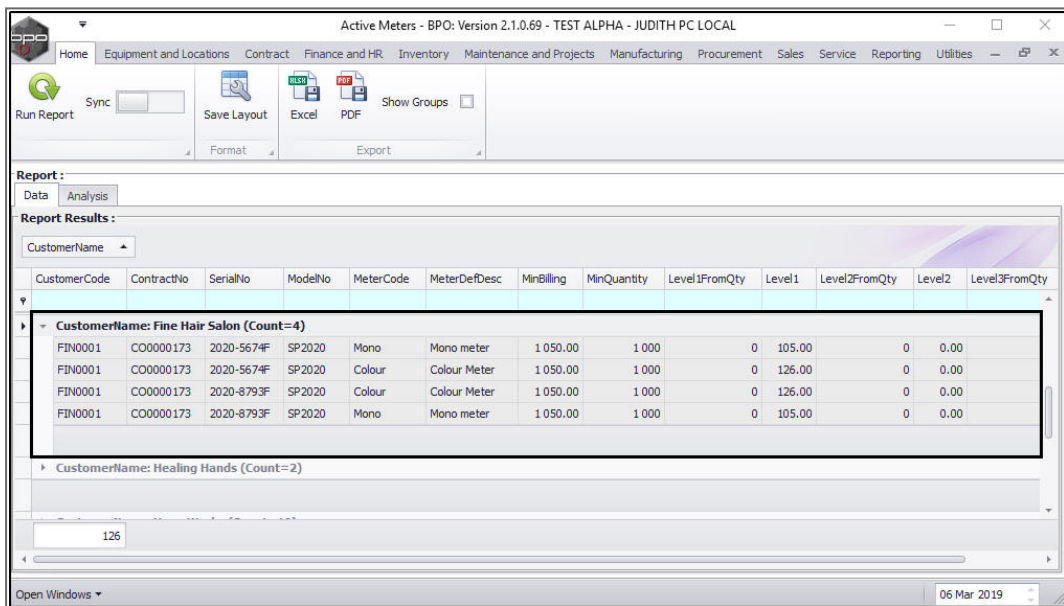 Active Meters - BPO: Version 2.1.0.69 - TEST ALPHA - JUDITH PC LOCAL
bpo
Home Equipment and Locations Contract Finance and HR Inventory Maintenance and Projects Manufacturing Procurement Sales Service Reporting Utilities
Run Report Sync Save Layout XLSX Excel PDF PDF Show Groups
Format Export
Report :
Data Analysis
Report Results :
CustomerName
CustomerCode ContractNo SerialNo ModelNo MeterCode MeterDefDesc MinBilling MinQuantity Level1FromQty Level1 Level2FromQty Level2 Level3FromQty
CustomerName: Fine Hair Salon (Count=4)
FIN0001 CO0000173 2020-5674F SP2020 Mono Mono meter 1 050.00 1 000 0 105.00 0 0.00
FIN0001 CO0000173 2020-5674F SP2020 Colour Colour Meter 1 050.00 1 000 0 126.00 0 0.00
FIN0001 CO0000173 2020-8793F SP2020 Colour Colour Meter 1 050.00 1 000 0 126.00 0 0.00
FIN0001 CO0000173 2020-8793F SP2020 Mono Mono meter 1 050.00 1 000 0 105.00 0 0.00
CustomerName: Healing Hands (Count=2)
126
Open Windows 06 Mar 2019